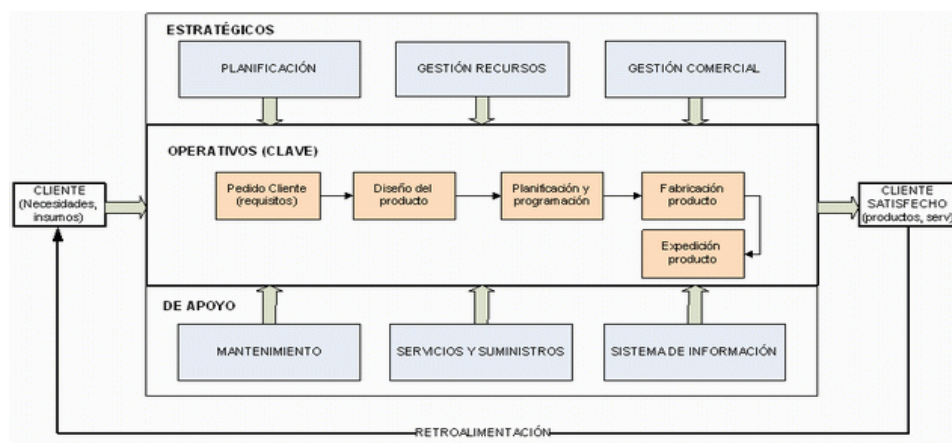 ESTRATÉGICOS
PLANIFICACIÓN
GESTIÓN RECURSOS
GESTIÓN COMERCIAL
OPERATIVOS (CLAVE)
CLIENTE
(Necesidades,
insumos)
Pedido Cliente
(requisitos)
Diseño del
producto
Planificación y
programación
Fabricación
producto
Expedición
producto
CLIENTE
SATISFECHO
(productos, serv)
DE APOYO
MANTENIMIENTO
SERVICIOS Y SUMINISTROS
SISTEMA DE INFORMACIÓN
RETROALIMENTACIÓN